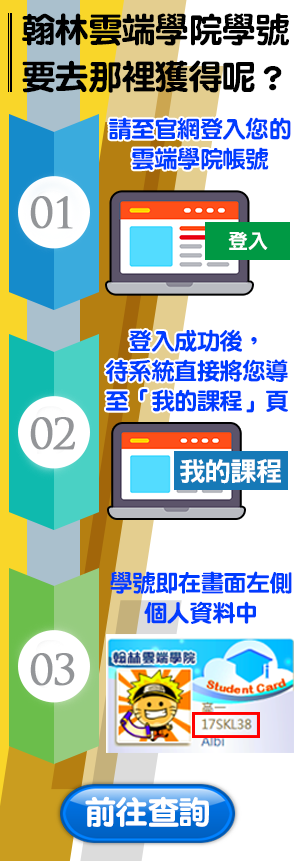 翰林雲端學院學號
要去那裡獲得呢？
請至官網登入您的
雲端學院帳號
01
登入
登入成功後，
待系統直接將您導
至「我的課程」頁
02
我的課程
學號即在畫面左側
個人資料中
03
翰林雲端學院
Student Card
17SKL38
Albi
前往查詢